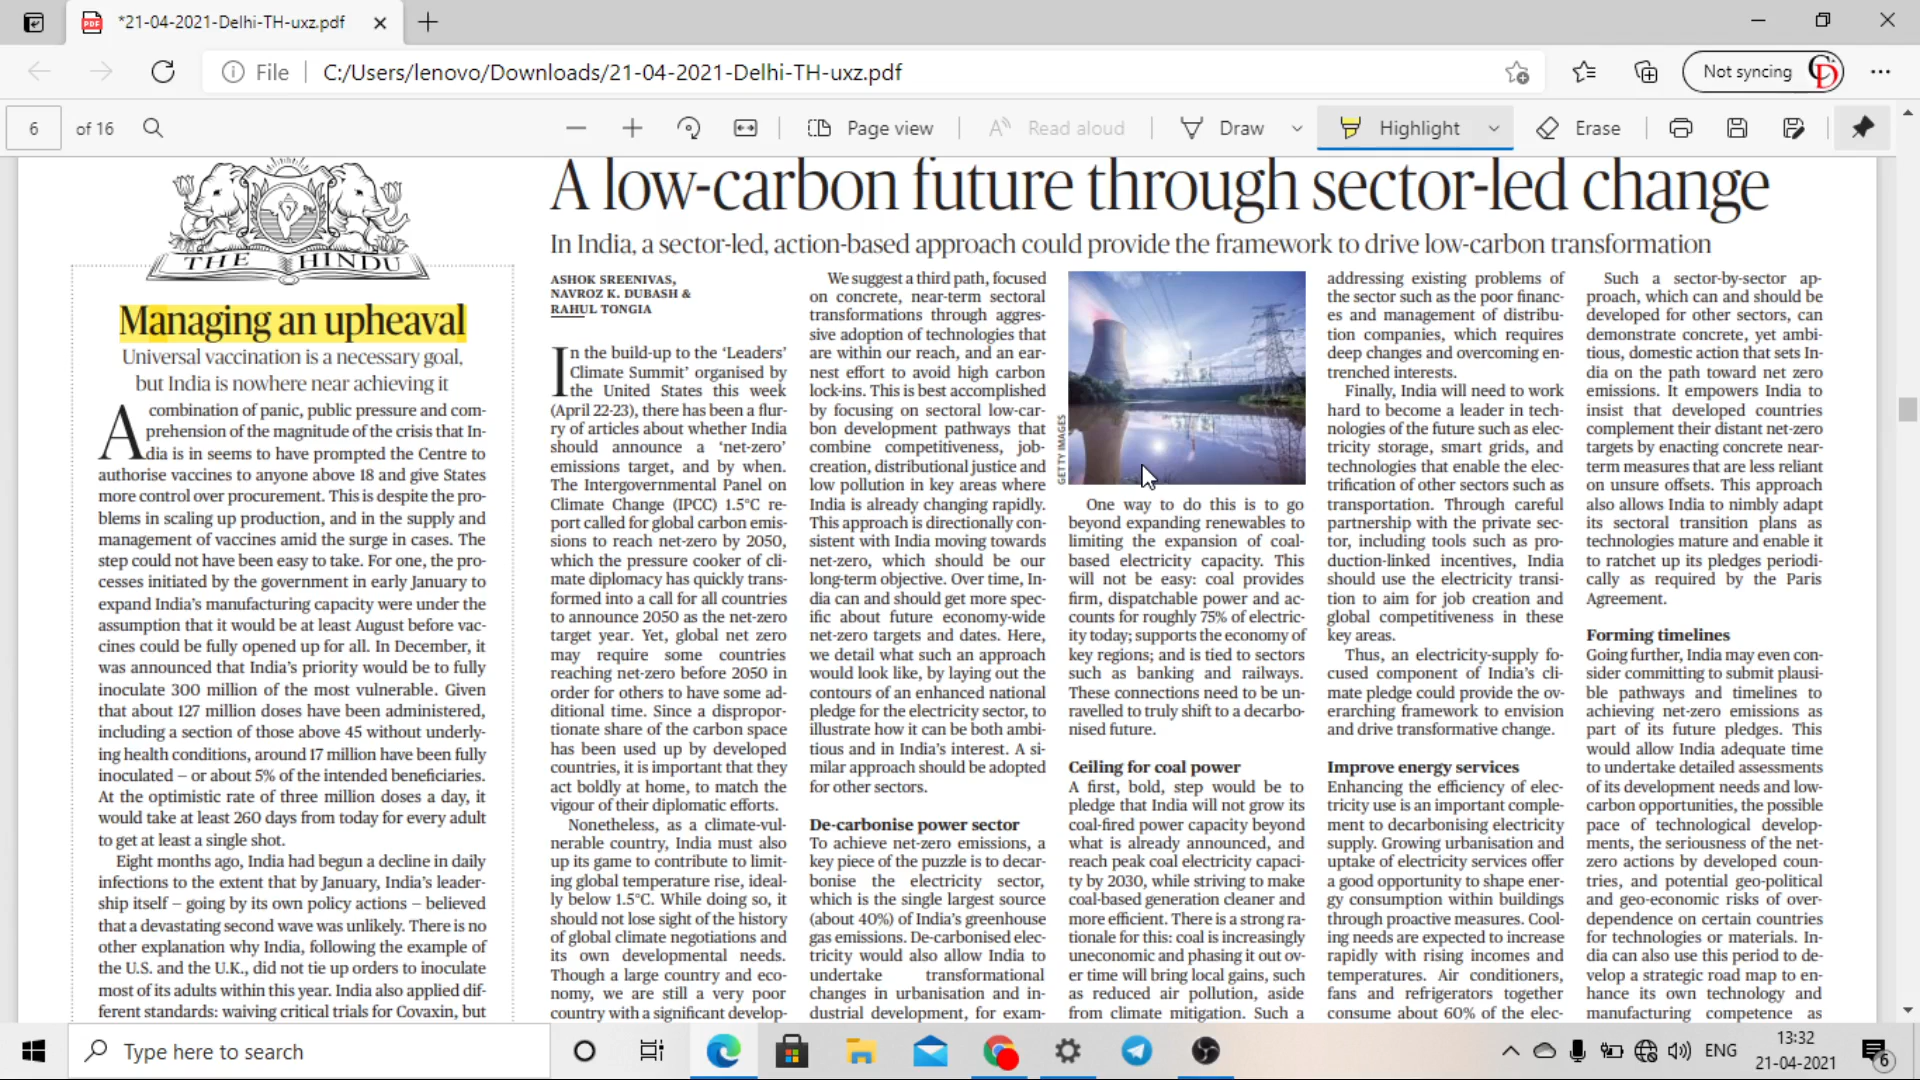 *21-04-2021-Delhi-TH-uxz.pdf
File
C:/Users/lenovo/Downloads/21-04-2021-Delhi-TH-uxz.pdf
Not syncing
6 of 16
Page view
Read aloud
Draw
Highlight
Erase
THE HINDU
Managing an upheaval
Universal vaccination is a necessary goal,
but India is nowhere near achieving it
A combination of panic, public pressure and com-
prehension of the magnitude of the crisis that In-
dia is in seems to have prompted the Centre to
authorise vaccines to anyone above 18 and give States
more control over procurement. This is despite the pro-
blems in scaling up production, and in the supply and
management of vaccines amid the surge in cases. The
step could not have been easy to take. For one, the pro-
cesses initiated by the government in early January to
expand India's manufacturing capacity were under the
assumption that it would be at least August before vac-
cines could be fully opened up for all. In December, it
was announced that India's priority would be to fully
inoculate 300 million of the most vulnerable. Given
that about 127 million doses have been administered,
including a section of those above 45 without underly-
ing health conditions, around 17 million have been fully
inoculated – or about 5% of the intended beneficiaries.
At the optimistic rate of three million doses a day, it
would take at least 260 days from today for every adult
to get at least a single shot.
Eight months ago, India had begun a decline in daily
infections to the extent that by January, India's leader-
ship itself – going by its own policy actions – believed
that a devastating second wave was unlikely. There is no
other explanation why India, following the example of
the U.S. and the U.K., did not tie up orders to inoculate
most of its adults within this year. India also applied dif-
ferent standards: waiving critical trials for Covaxin, but
A low-carbon future through sector-led change
In India, a sector-led, action-based approach could provide the framework to drive low-carbon transformation
ASHOK SREENIVAS,
NAVROZ K. DUBASH &
RAHUL TONGIA
In the build-up to the 'Leaders'
Climate Summit' organised by
the United States this week
(April 22-23), there has been a flur-
ry of articles about whether India
should announce a 'net-zero'
emissions target, and by when.
The Intergovernmental Panel on
Climate Change (IPCC) 1.5°C re-
port called for global carbon emis-
sions to reach net-zero by 2050,
which the pressure cooker of cli-
mate diplomacy has quickly trans-
formed into a call for all countries
to announce 2050 as the net-zero
target year. Yet, global net zero
may require some countries
reaching net-zero before 2050 in
order for others to have some ad-
ditional time. Since a dispropor-
tionate share of the carbon space
has been used up by developed
countries, it is important that they
act boldly at home, to match the
vigour of their diplomatic efforts.
Nonetheless, as a climate-vul-
nerable country, India must also
up its game to contribute to limit-
ing global temperature rise, ideal-
ly below 1.5°C. While doing so, it
should not lose sight of the history
of global climate negotiations and
its own developmental needs.
Though a large country and eco-
nomy, we are still a very poor
country with a significant develop-
We suggest a third path, focused
on concrete, near-term sectoral
transformations through aggres-
sive adoption of technologies that
are within our reach, and an ear-
nest effort to avoid high carbon
lock-ins. This is best accomplished
by focusing on sectoral low-car-
bon development pathways that
combine competitiveness, job-
creation, distributional justice and
low pollution in key areas where
India is already changing rapidly.
This approach is directionally con-
sistent with India moving towards
net-zero, which should be our
long-term objective. Over time, In-
dia can and should get more spec-
ific about future economy-wide
net-zero targets and dates. Here,
we detail what such an approach
would look like, by laying out the
contours of an enhanced national
pledge for the electricity sector, to
illustrate how it can be both ambi-
tious and in India's interest. A si-
milar approach should be adopted
for other sectors.
De-carbonise power sector
To achieve net-zero emissions, a
key piece of the puzzle is to decar-
bonise the electricity sector,
which is the single largest source
(about 40%) of India's greenhouse
gas emissions. De-carbonised elec-
tricity would also allow India to
undertake transformational
changes in urbanisation and in-
dustrial development, for exam-
GETTY IMAGES
One way to do this is to go
beyond expanding renewables to
limiting the expansion of coal-
based electricity capacity. This
will not be easy: coal provides
firm, dispatchable power and ac-
counts for roughly 75% of electric-
ity today; supports the economy of
key regions; and is tied to sectors
such as banking and railways.
These connections need to be un-
ravelled to truly shift to a decarbo-
nised future.
Ceiling for coal power
A first, bold, step would be to
pledge that India will not grow its
coal-fired power capacity beyond
what is already announced, and
reach peak coal electricity capaci-
ty by 2030, while striving to make
coal-based generation cleaner and
more efficient. There is a strong ra-
tionale for this: coal is increasingly
uneconomic and phasing it out ov-
er time will bring local gains, such
as reduced air pollution, aside
from climate mitigation. Such a
addressing existing problems of
the sector such as the poor financ-
es and management of distribu-
tion companies, which requires
deep changes and overcoming en-
trenched interests.
Finally, India will need to work
hard to become a leader in tech-
nologies of the future such as elec-
tricity storage, smart grids, and
technologies that enable the elec-
trification of other sectors such as
transportation. Through careful
partnership with the private sec-
tor, including tools such as pro-
duction-linked incentives, India
should use the electricity transi-
tion to aim for job creation and
global competitiveness in these
key areas.
Thus, an electricity-supply fo-
cused component of India's cli-
mate pledge could provide the ov-
erarching framework to envision
and drive transformative change.
Improve energy services
Enhancing the efficiency of elec-
tricity use is an important comple-
ment to decarbonising electricity
supply. Growing urbanisation and
uptake of electricity services offer
a good opportunity to shape ener-
gy consumption within buildings
through proactive measures. Cool-
ing needs are expected to increase
rapidly with rising incomes and
temperatures. Air conditioners,
fans and refrigerators together
consume about 60% of the elec-
Such a sector-by-sector ap-
proach, which can and should be
developed for other sectors, can
demonstrate concrete, yet ambi-
tious, domestic action that sets In-
dia on the path toward net zero
emissions. It empowers India to
insist that developed countries
complement their distant net-zero
targets by enacting concrete near-
term measures that are less reliant
on unsure offsets. This approach
also allows India to nimbly adapt
its sectoral transition plans as
technologies mature and enable it
to ratchet up its pledges periodi-
cally as required by the Paris
Agreement.
Forming timelines
Going further, India may even con-
sider committing to submit plausi-
ble pathways and timelines to
achieving net-zero emissions as
part of its future pledges. This
would allow India adequate time
to undertake detailed assessments
of its development needs and low-
carbon opportunities, the possible
pace of technological develop-
ments, the seriousness of the net-
zero actions by developed coun-
tries, and potential geo-political
and geo-economic risks of over-
dependence on certain countries
for technologies or materials. In-
dia can also use this period to de-
velop a strategic road map to en-
hance its own technology and
manufacturing competence as
Type here to search
ENG
13:32
21-04-2021
6